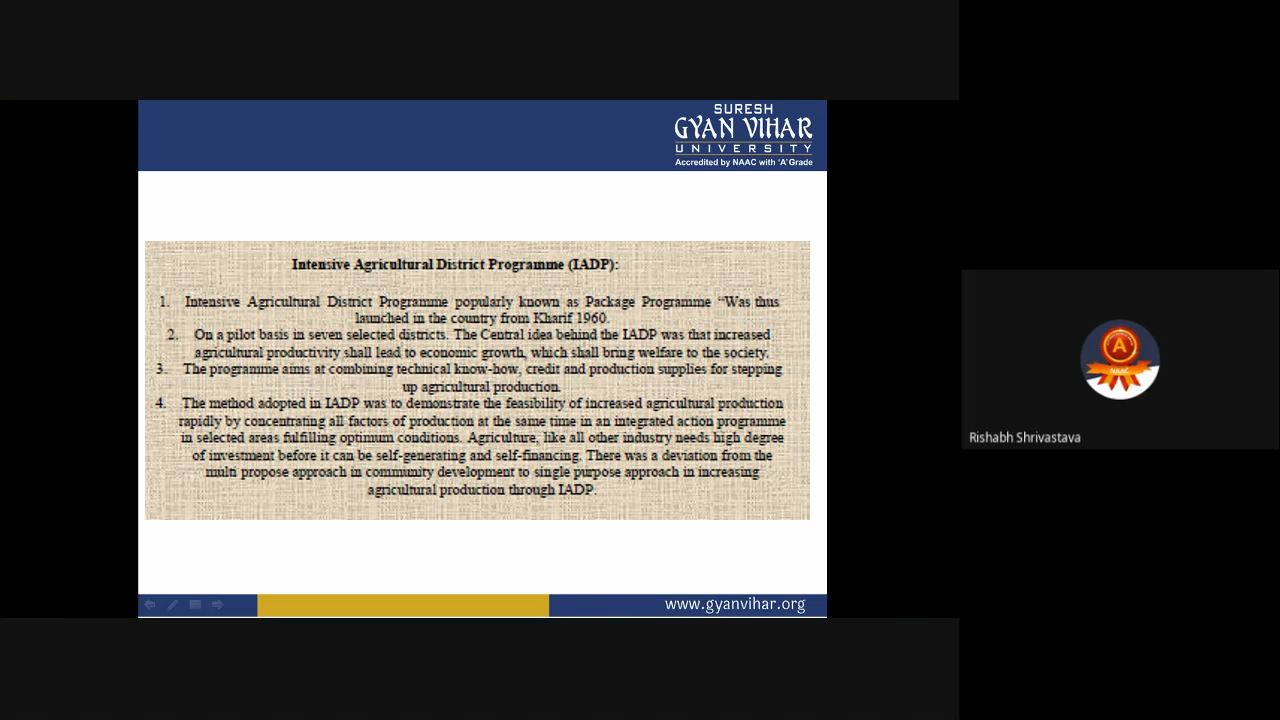 SURESH
GYAN VIHAR
UNIVERSITY
Accredited by NAAC with 'A' Grade
Intensive Agricultural District Programme (IADP):
1. Intensive Agricultural District Programme popularly known as Package Programme “Was thus
launched in the country from Kharif 1960.
2. On a pilot basis in seven selected districts. The Central idea behind the IADP was that increased
agricultural productivity shall lead to economic growth, which shall bring welfare to the society.
3. The programme aims at combining technical know-how, credit and production supplies for stepping
up agricultural production.
4. The method adopted in IADP was to demonstrate the feasibility of increased agricultural production
rapidly by concentrating all factors of production at the same time in an integrated action programme
in selected areas fulfilling optimum conditions. Agriculture, like all other industry needs high degree
of investment before it can be self-generating and self-financing. There was a deviation from the
multi propose approach in community development to single purpose approach in increasing
agricultural production through IADP.
www.gyanvihar.org
A
NAAC
Rishabh Shrivastava